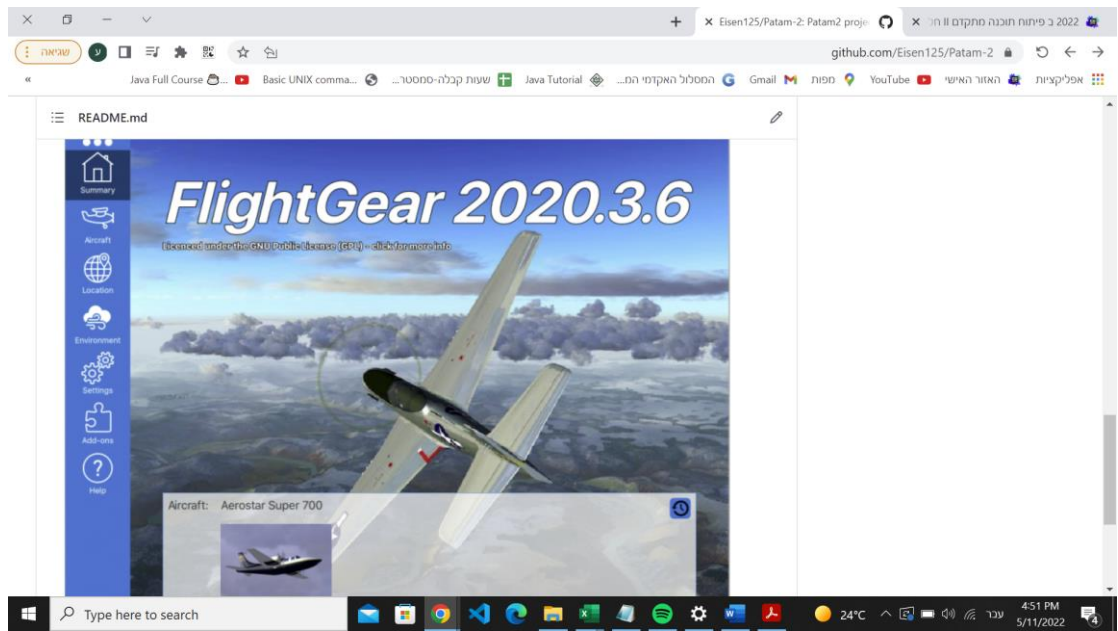 2022 ב פיתוח תוכנה מתקדם II חל
Eisen125/Patam-2: Patam2 proje
github.com/Eisen125/Patam-2
שגיאה
ע
אפליקציות
האזור האישי
YouTube
מפות
Gmail
המסלול האקדמי המ...
Java Tutorial
שעות קבלה-סמסטר...
Basic UNIX comma...
Java Full Course
«
README.md
Summary
Aircraft
Location
Environment
Settings
Add-ons
Help
FlightGear 2020.3.6
Licenced under the GNU Public License (GPL) - click for more info
Aircraft: Aerostar Super 700
Type here to search
24°C
עבר
4:51 PM
5/11/2022
4